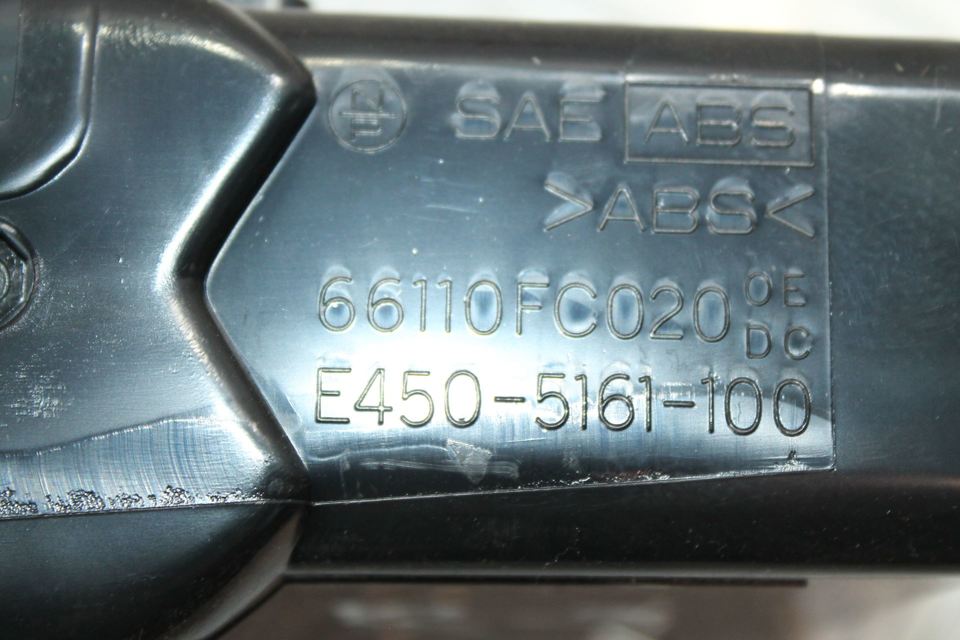 SAE ABS
>ABS<
66110FC020 OE DC
E450-5161-100